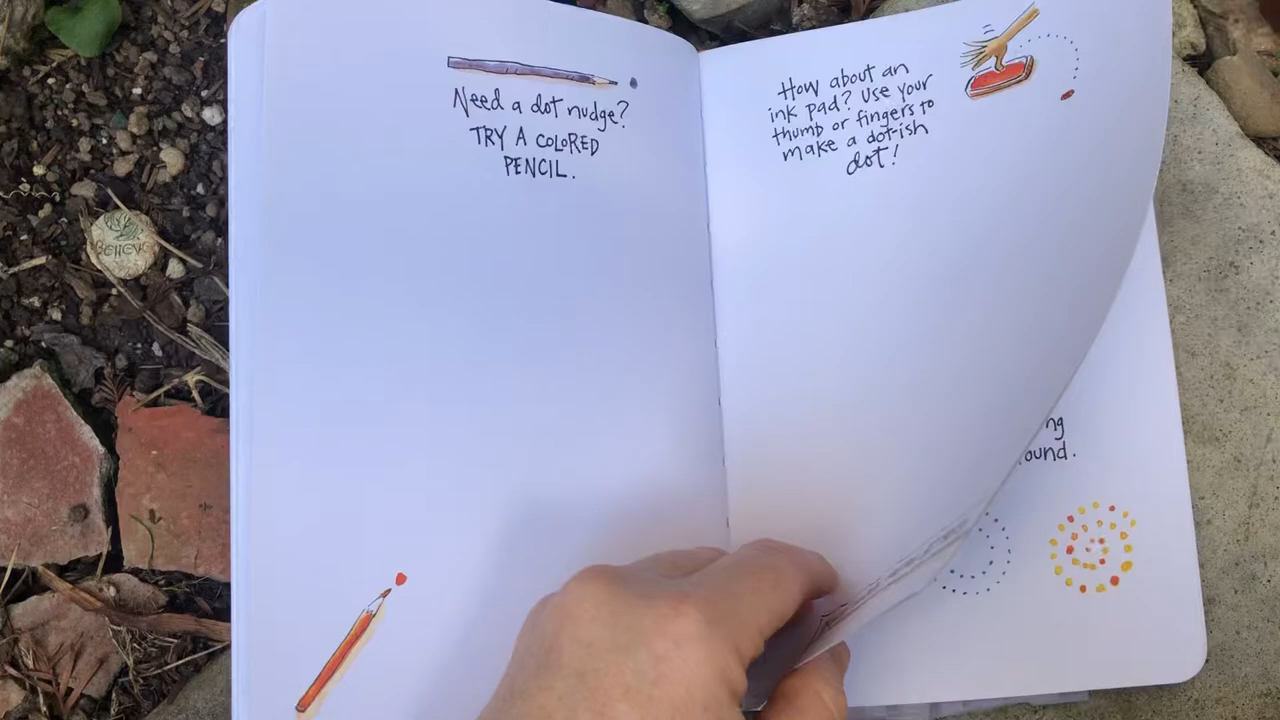 Need a dot nudge?
TRY A COLORED
PENCIL.
How about an
ink pad? Use your
thumb or fingers to
make a dot-ish
dot!
BELIEVE